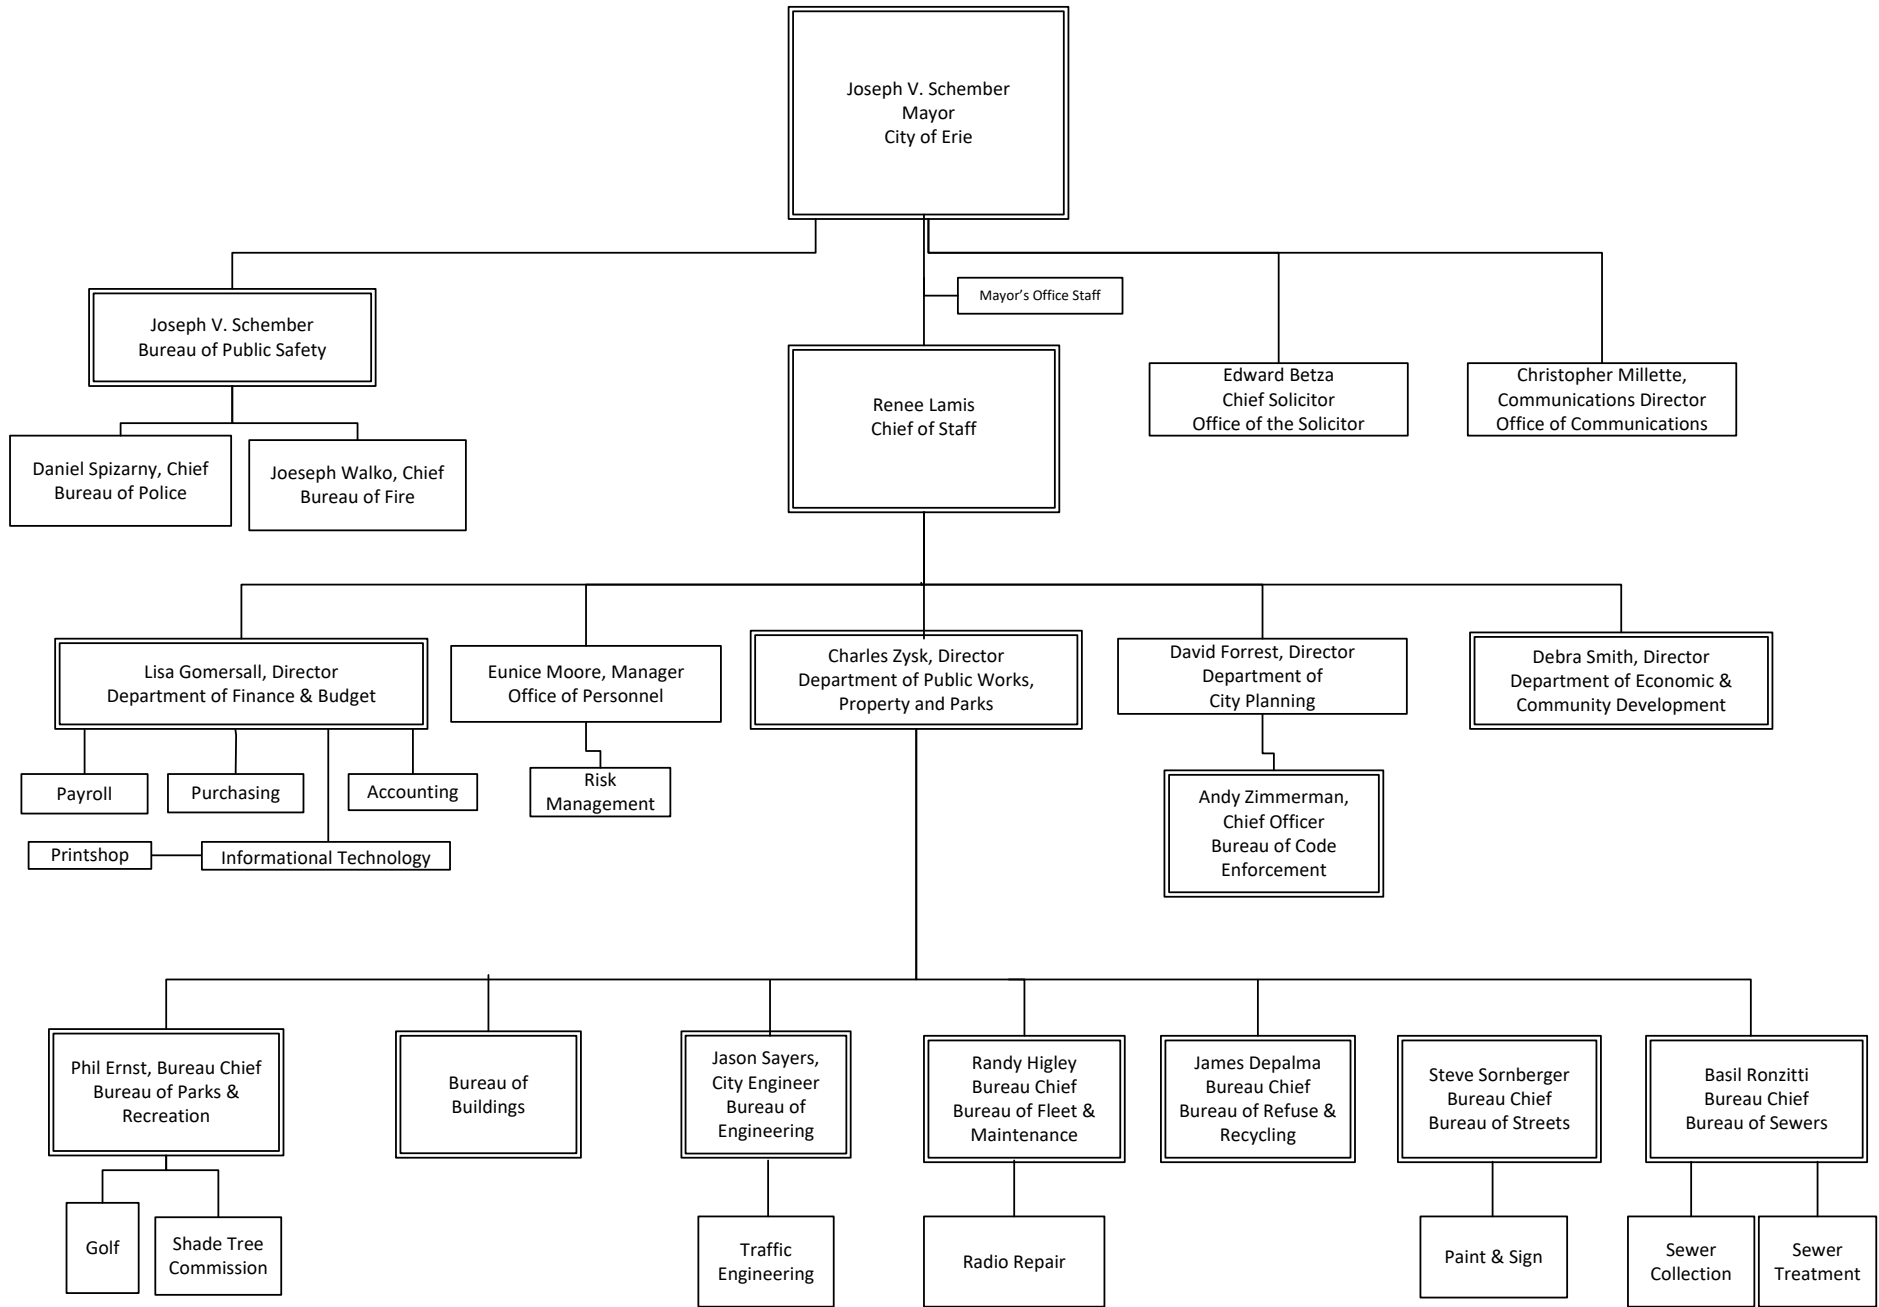 Joseph V. Schember
Mayor
City of Erie
Mayor’s Office Staff
Joseph V. Schember
Bureau of Public Safety
Renee Lamis
Chief of Staff
Edward Betza
Chief Solicitor
Office of the Solicitor
Christopher Millette,
Communications Director
Office of Communications
Daniel Spizarny, Chief
Bureau of Police
Joeseph Walko, Chief
Bureau of Fire
Lisa Gomersall, Director
Department of Finance & Budget
Eunice Moore, Manager
Office of Personnel
Charles Zysk, Director
Department of Public Works,
Property and Parks
David Forrest, Director
Department of
City Planning
Debra Smith, Director
Department of Economic &
Community Development
Payroll
Purchasing
Accounting
Risk
Management
Printshop
Informational Technology
Andy Zimmerman,
Chief Officer
Bureau of Code
Enforcement
Phil Ernst, Bureau Chief
Bureau of Parks &
Recreation
Bureau of
Buildings
Jason Sayers,
City Engineer
Bureau of
Engineering
Randy Higley
Bureau Chief
Bureau of Fleet &
Maintenance
James Depalma
Bureau Chief
Bureau of Refuse &
Recycling
Steve Sornberger
Bureau Chief
Bureau of Streets
Basil Ronzitti
Bureau Chief
Bureau of Sewers
Golf
Shade Tree
Commission
Traffic
Engineering
Radio Repair
Paint & Sign
Sewer
Collection
Sewer
Treatment